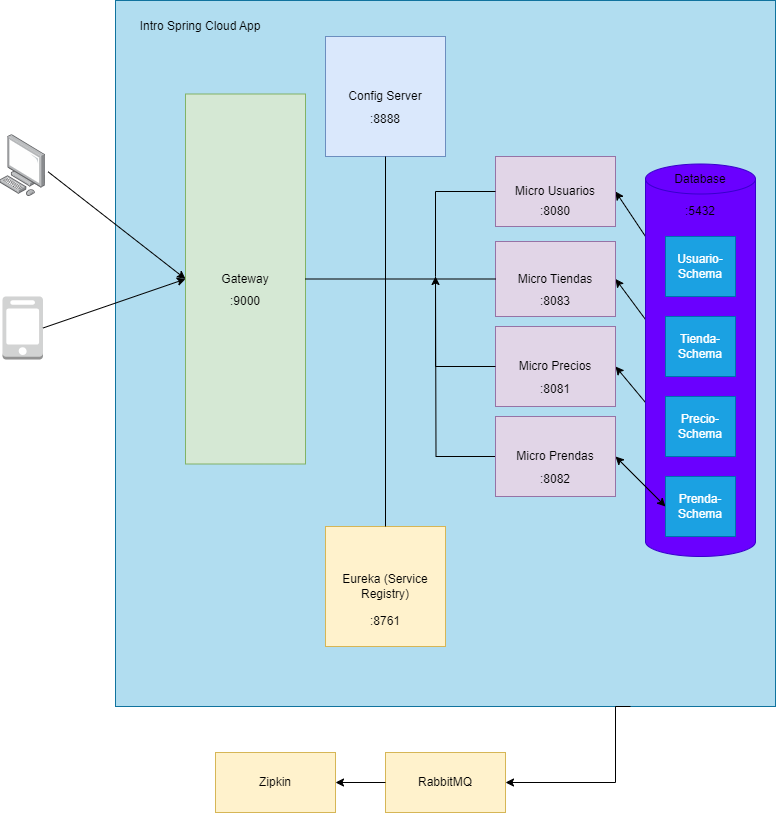 Intro Spring Cloud App
Config Server
:8888
Gateway
:9000
Micro Usuarios
:8080
Micro Tiendas
:8083
Micro Precios
:8081
Micro Prendas
:8082
Database
:5432
Usuario-
Schema
Tienda-
Schema
Precio-
Schema
Prenda-
Schema
Eureka (Service
Registry)
:8761
Zipkin
RabbitMQ